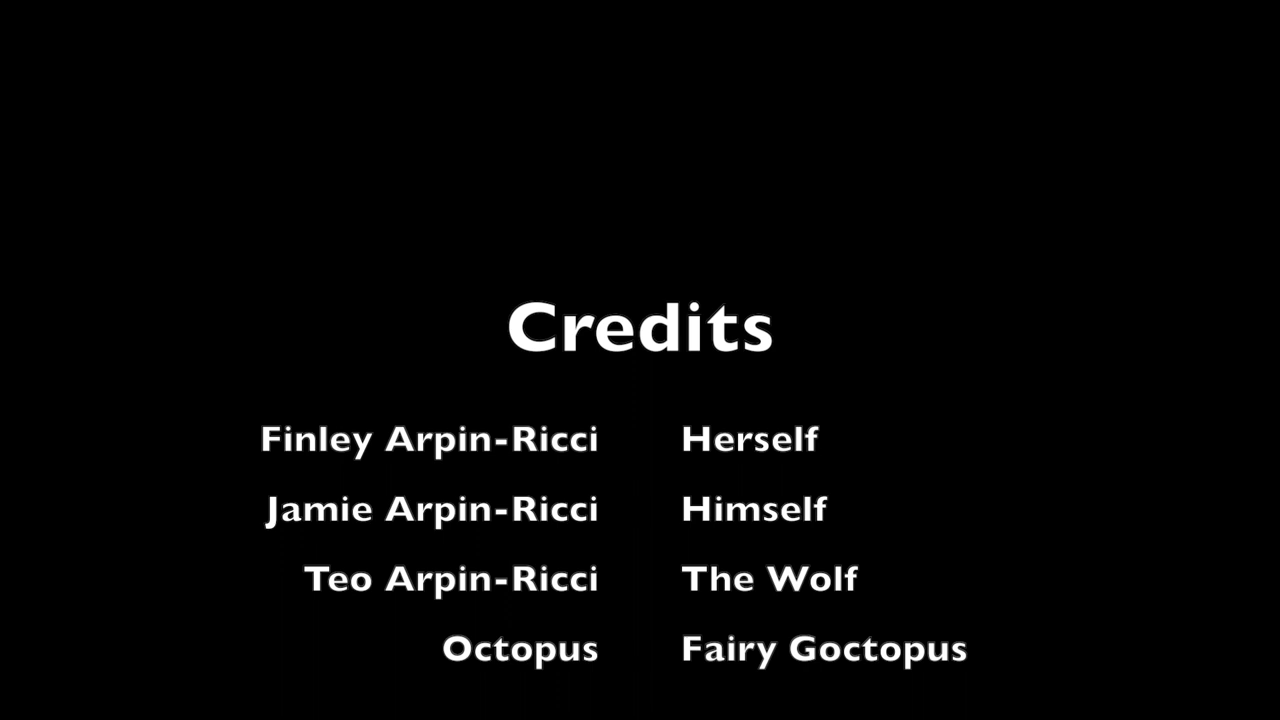 Credits
Finley Arpin-Ricci Herself
Jamie Arpin-Ricci Himself
Teo Arpin-Ricci The Wolf
Octopus Fairy Goctopus